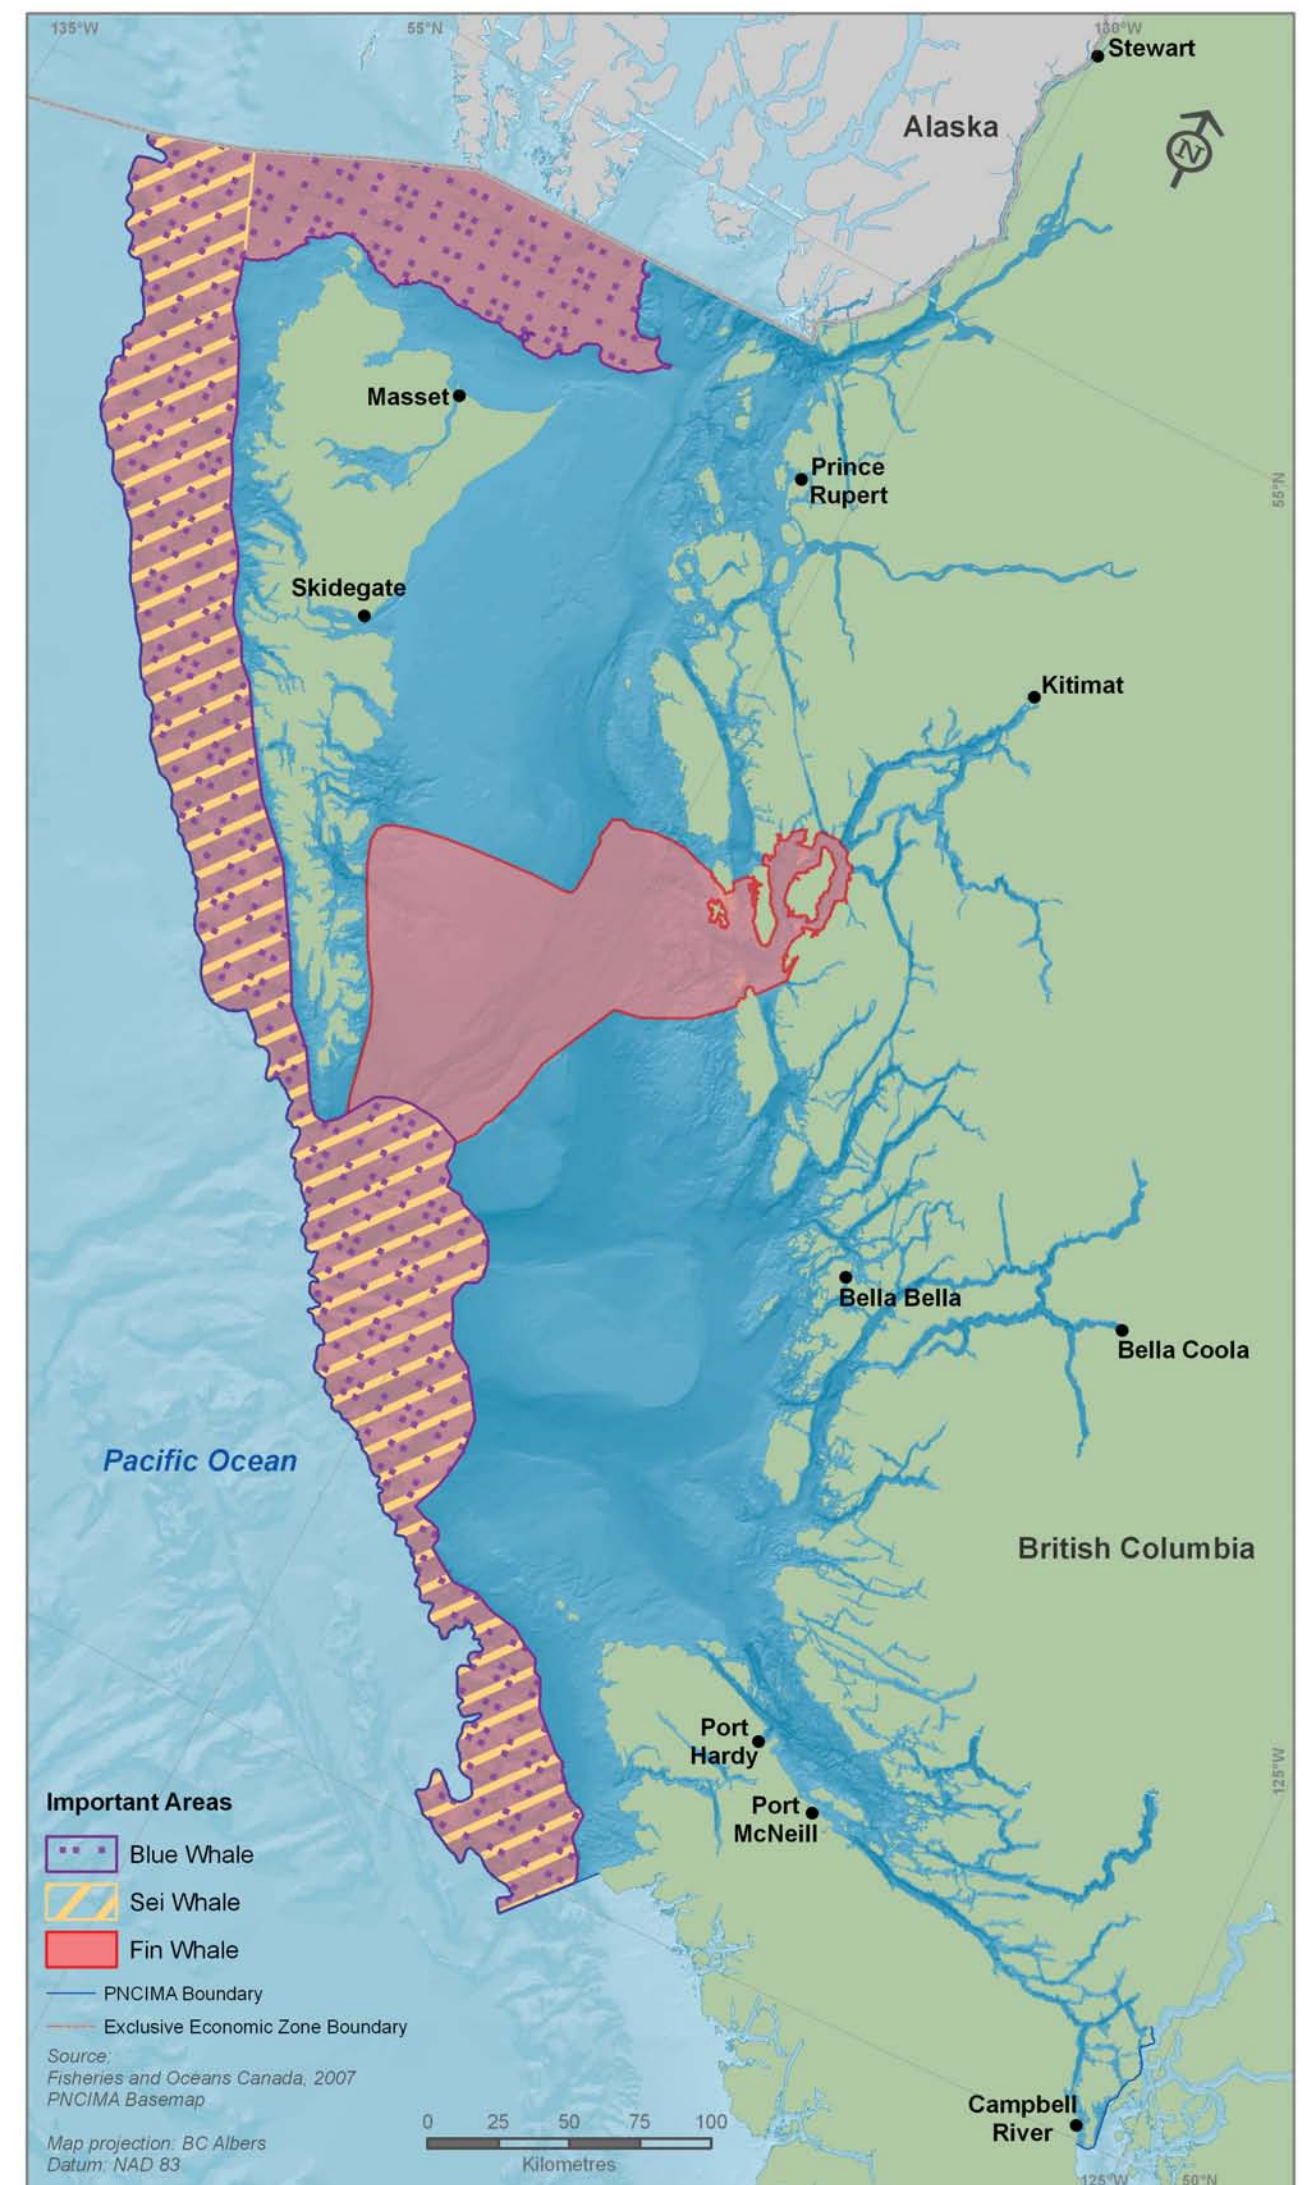 135°W
55°N
130°W
Stewart
Alaska
N
Masset
Prince
Rupert
55°N
Skidegate
Kitimat
Bella Bella
Bella Coola
Pacific Ocean
British Columbia
Port
Hardy
Port
McNeill
125°W
Important Areas
Blue Whale
Sei Whale
Fin Whale
PNCIMA Boundary
Exclusive Economic Zone Boundary
Source:
Fisheries and Oceans Canada, 2007
PNCIMA Basemap
Map projection: BC Albers
Datum: NAD 83
0 25 50 75 100
Kilometres
Campbell
River
125°W
50°N